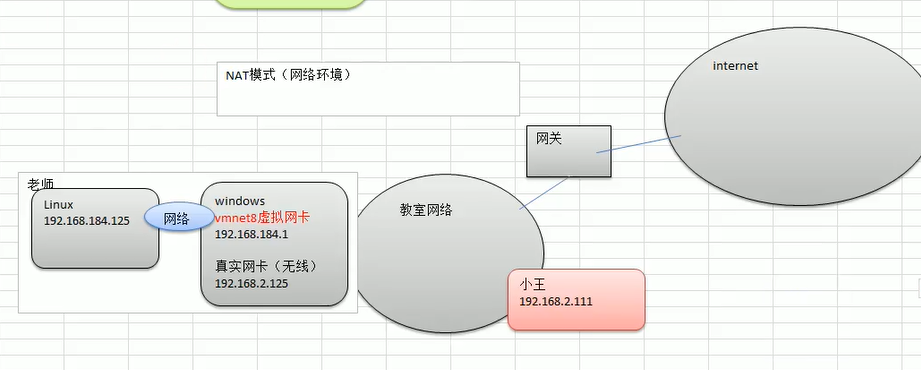 NAT模式（网络环境）
internet
网关
老师
Linux
192.168.184.125
网络
windows
vmnet8虚拟网卡
192.168.184.1
真实网卡（无线）
192.168.2.125
教室网络
小王
192.168.2.111